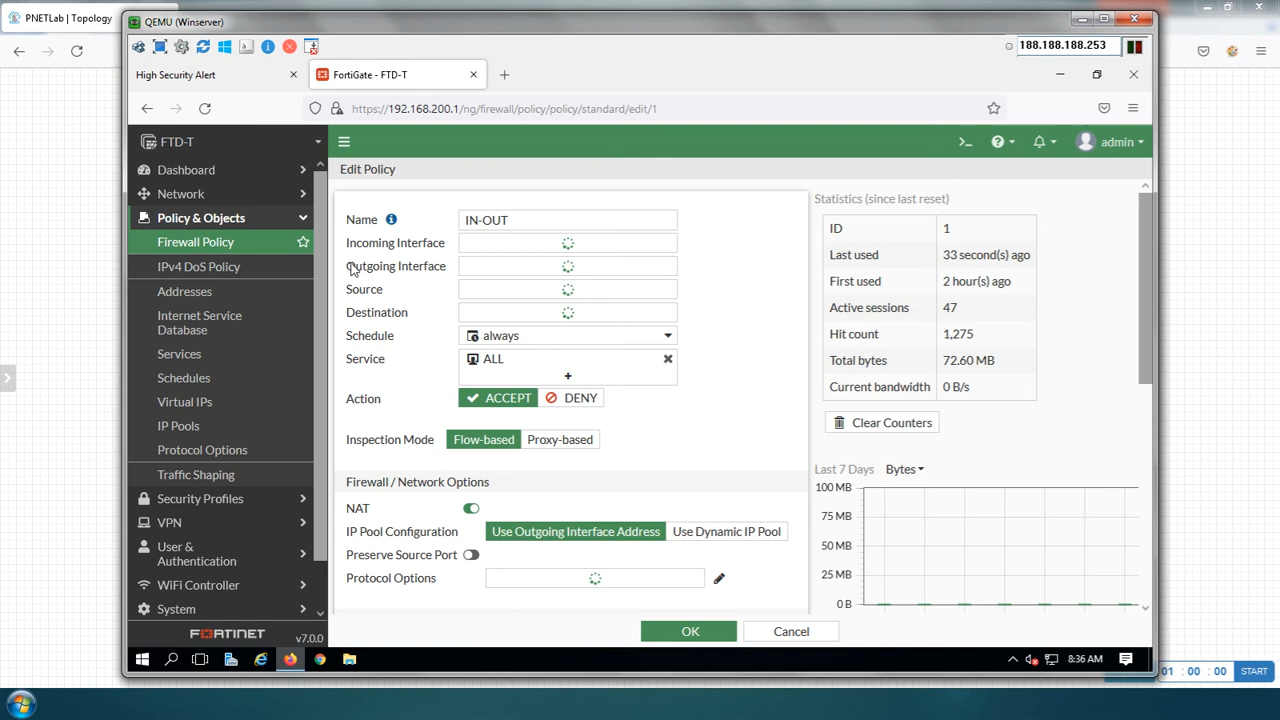 PNETLab | Topology
QEMU (Winserver)
188.188.188.253
High Security Alert
FortiGate - FTD-T
https://192.168.200.1/ng/firewall/policy/policy/standard/edit/1
FTD-T
admin
Dashboard
Network
Policy & Objects
Firewall Policy
IPv4 DoS Policy
Addresses
Internet Service
Database
Services
Schedules
Virtual IPs
IP Pools
Protocol Options
Traffic Shaping
Security Profiles
VPN
User &
Authentication
WiFi Controller
System
FORTINET
v7.0.0
Edit Policy
Name
IN-OUT
Incoming Interface
Outgoing Interface
Source
Destination
Schedule
always
Service
ALL
Action
ACCEPT
DENY
Inspection Mode
Flow-based
Proxy-based
Firewall / Network Options
NAT
IP Pool Configuration
Use Outgoing Interface Address
Use Dynamic IP Pool
Preserve Source Port
Protocol Options
OK
Cancel
Statistics (since last reset)
ID 1
Last used 33 second(s) ago
First used 2 hour(s) ago
Active sessions 47
Hit count 1,275
Total bytes 72.60 MB
Current bandwidth 0 B/s
Clear Counters
Last 7 Days Bytes
100 MB
75 MB
50 MB
25 MB
0 B
8:36 AM
01 : 00 : 00 START